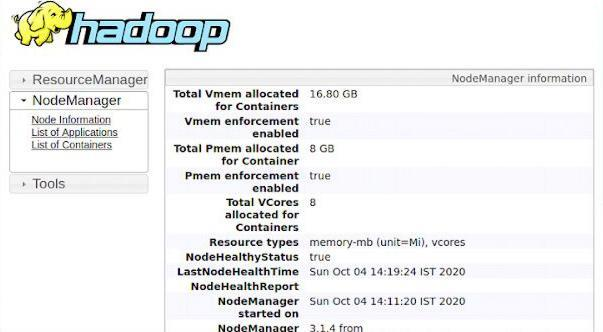 hadoop
ResourceManager
NodeManager
Node Information
List of Applications
List of Containers
Tools
NodeManager information
Total Vmem allocated
for Containers
16.80 GB
Vmem enforcement
enabled
true
Total Pmem allocated
for Container
8 GB
Pmem enforcement
enabled
true
Total VCores
allocated for
Containers
8
Resource types
memory-mb (unit=Mi), vcores
NodeHealthyStatus
true
LastNodeHealthTime
Sun Oct 04 14:19:24 IST 2020
NodeHealthReport
NodeManager
started on
Sun Oct 04 14:11:20 IST 2020
NodeManager
3.1.4 from